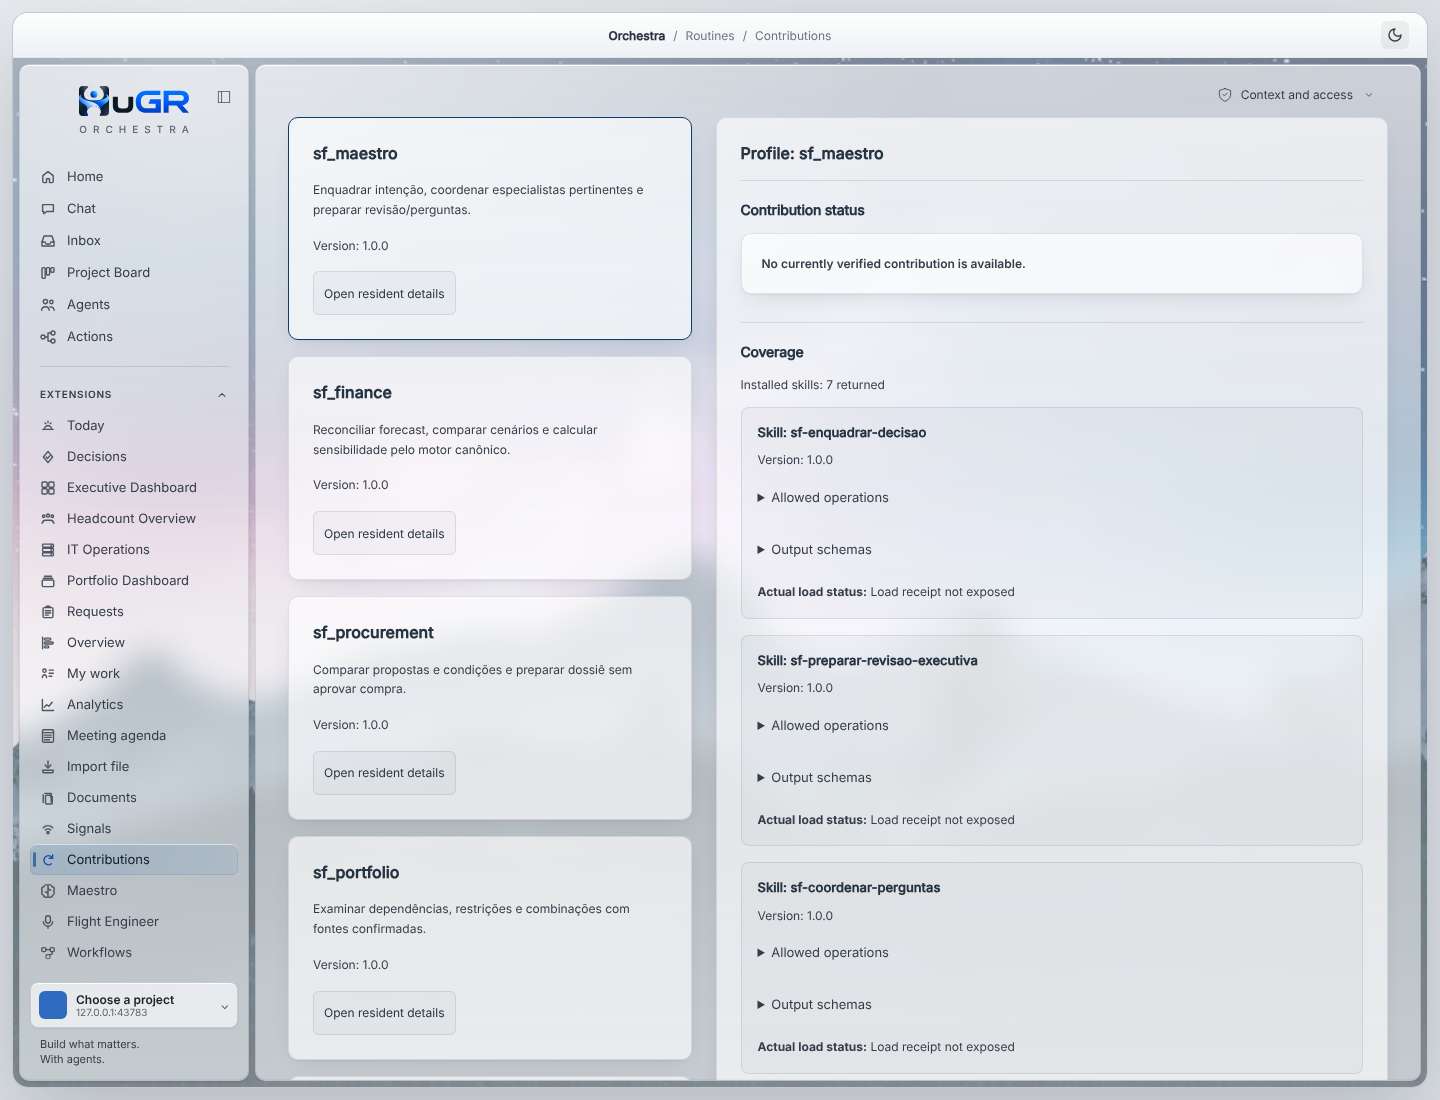 Orchestra / Routines / Contributions
HuGR
ORCHESTRA
Home
Chat
Inbox
Project Board
Agents
Actions
EXTENSIONS
Today
Decisions
Executive Dashboard
Headcount Overview
IT Operations
Portfolio Dashboard
Requests
Overview
My work
Analytics
Meeting agenda
Import file
Documents
Signals
Contributions
Maestro
Flight Engineer
Workflows
Choose a project
127.0.0.1:43783
Build what matters.
With agents.
Context and access
sf_maestro
Enquadrar intenção, coordenar especialistas pertinentes e
preparar revisão/perguntas.
Version: 1.0.0
Open resident details
sf_finance
Reconciliar forecast, comparar cenários e calcular
sensibilidade pelo motor canônico.
Version: 1.0.0
Open resident details
sf_procurement
Comparar propostas e condições e preparar dossiê sem
aprovar compra.
Version: 1.0.0
Open resident details
sf_portfolio
Examinar dependências, restrições e combinações com
fontes confirmadas.
Version: 1.0.0
Open resident details
Profile: sf_maestro
Contribution status
No currently verified contribution is available.
Coverage
Installed skills: 7 returned
Skill: sf-enquadrar-decisao
Version: 1.0.0
Allowed operations
Output schemas
Actual load status: Load receipt not exposed
Skill: sf-preparar-revisao-executiva
Version: 1.0.0
Allowed operations
Output schemas
Actual load status: Load receipt not exposed
Skill: sf-coordenar-perguntas
Version: 1.0.0
Allowed operations
Output schemas
Actual load status: Load receipt not exposed